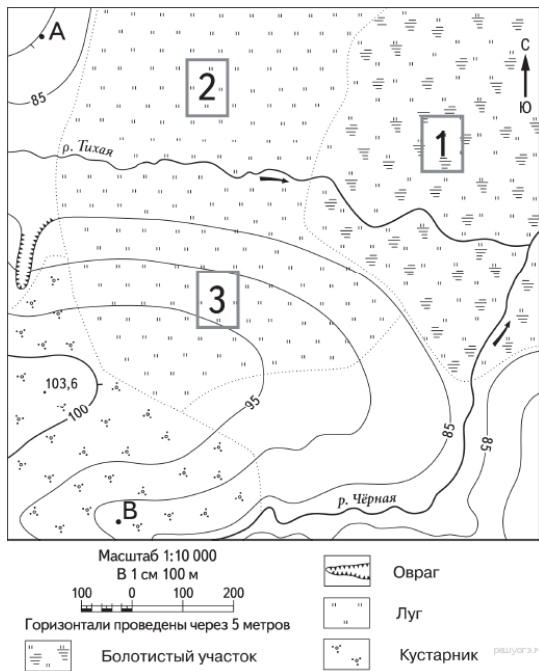 А
С
Ю
2
1
85
р. Тихая
3
103,6
100
95
85
85
В
р. Чёрная
Масштаб 1:10 000
В 1 см 100 м
100 0 100 200
Горизонтали проведены через 5 метров
Болотистый участок
Овраг
Луг
Кустарник